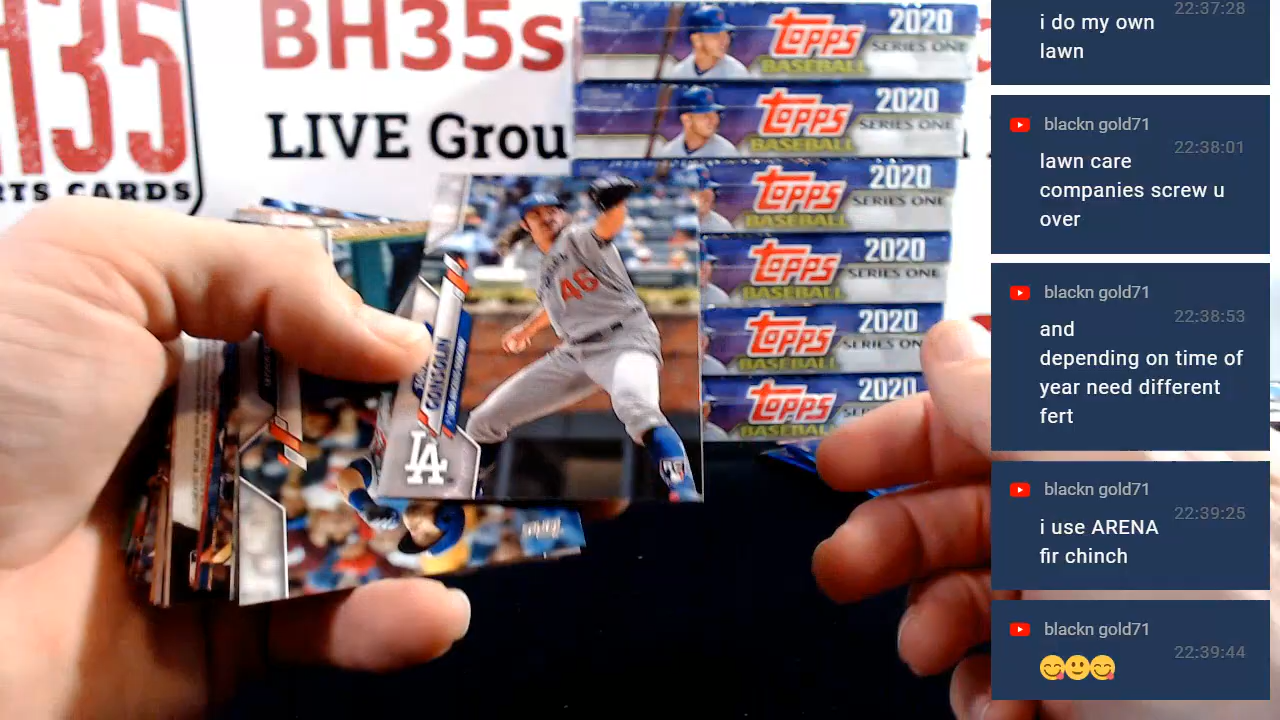 H35
RTS CARDS
BH35s
LIVE Grou
2020
TOPPS
SERIES ONE
BASEBALL
2020
TOPPS
SERIES ONE
BASEBALL
2020
TOPPS
SERIES ONE
BASEBALL
2020
TOPPS
SERIES ONE
BASEBALL
2020
TOPPS
SERIES ON
BASEBALL
2020
TOPPS
BASEBALL
46
GONSOLIN
LA
22:37:28
i do my own
lawn
blackn gold71
22:38:01
lawn care
companies screw u
over
blackn gold71
22:38:53
and
depending on time of
year need different
fert
blackn gold71
22:39:25
i use ARENA
fir chinch
blackn gold71
22:39:44
😋🙂😋